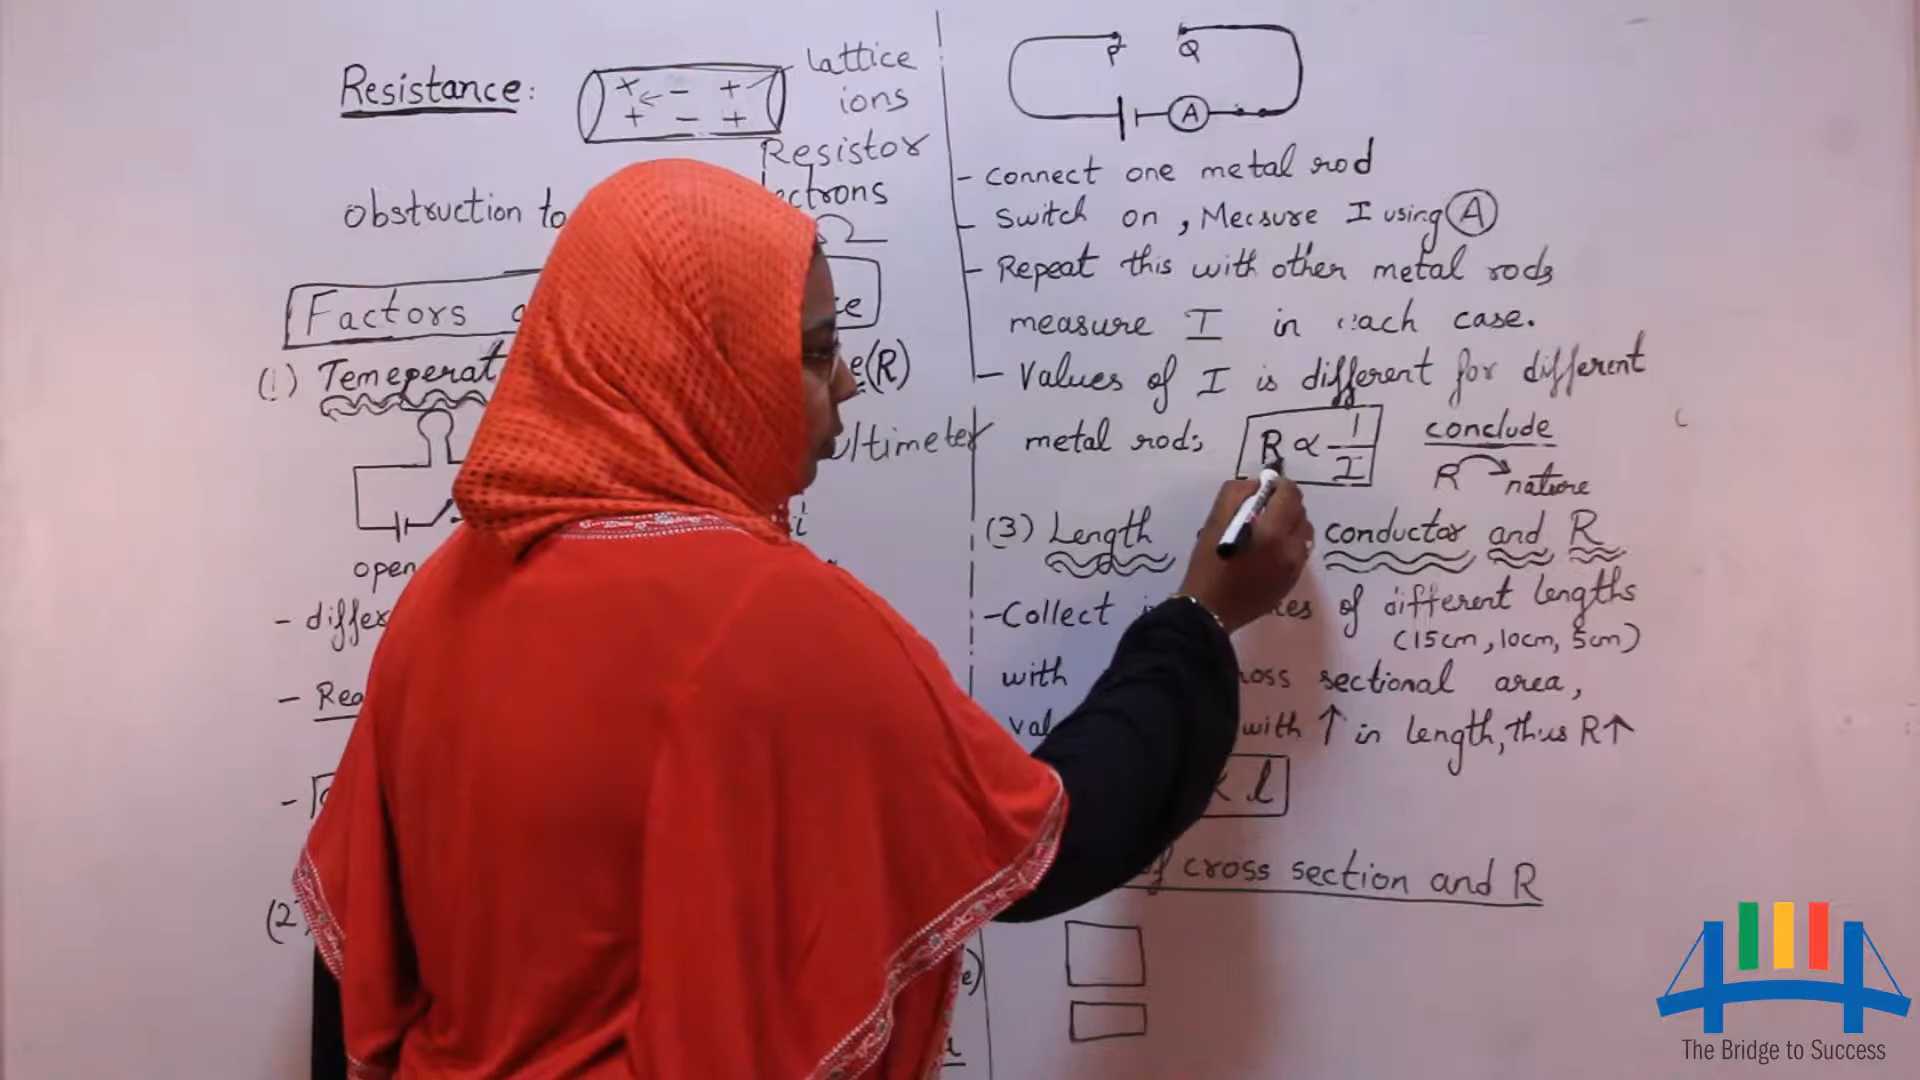 Resistance:
Lattice
ions
+ ← - +
+ - +
Resistor
obstruction to
ectrons
Factors
e
(1) Temeperat
e(R)
ultimeter
open
- differ
- Rea
(2)
P Q
A
- Connect one metal rod
- Switch on, Measure I using (A)
- Repeat this with other metal rods
measure I in each case.
- Values of I is different for different
metal rods
R ∝ 1/I
conclude
R nature
(3) Length
conductor and R
-Collect
of different lengths
(15cm, 10cm, 5cm)
with
oss sectional area,
val
with ↑ in length, thus R↑
∝ l
of cross section and R
The Bridge to Success